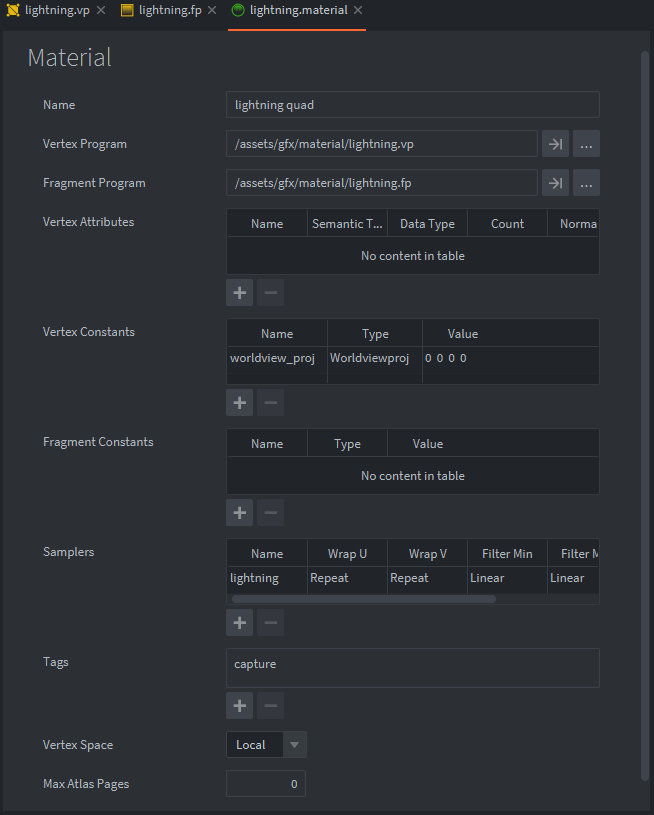 lightning.vp lightning.fp lightning.material
Material
Name lightning quad
Vertex Program /assets/gfx/material/lightning.vp ...
Fragment Program /assets/gfx/material/lightning.fp ...
Vertex Attributes Name Semantic T... Data Type Count Norma
No content in table
Vertex Constants Name Type Value
worldview_proj Worldviewproj 0 0 0 0
Fragment Constants Name Type Value
No content in table
Samplers Name Wrap U Wrap V Filter Min Filter M
lightning Repeat Repeat Linear Linear
Tags capture
Vertex Space Local
Max Atlas Pages 0